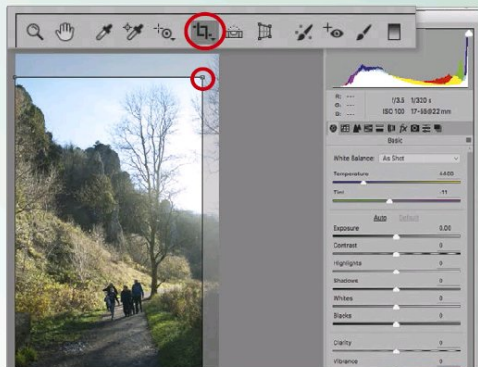 R: ---
G: ---
B: ---
f/3.5 1/320 s
ISO 100 17-55@22 mm
Basic
White Balance: As Shot
Temperature 4400
Tint -11
Auto Default
Exposure 0.00
Contrast 0
Highlights 0
Shadows 0
Whites 0
Blacks 0
Clarity 0
Vibrance 0